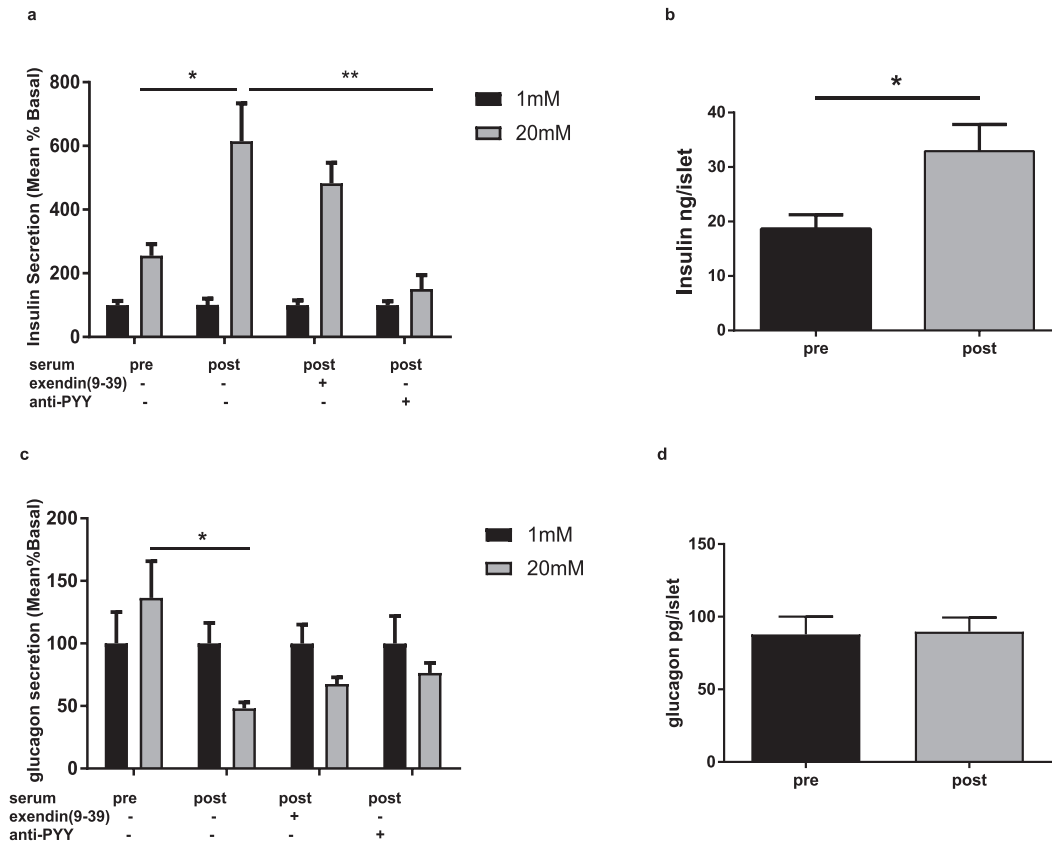 a
Insulin Secretion (Mean % Basal)
800
600
400
200
0
* **
1mM
20mM
serum pre post post post
exendin(9-39) - - + -
anti-PYY - - - +
b
Insulin ng/islet
40
30
20
10
0
*
pre post
c
glucagon secretion (Mean%Basal)
200
150
100
50
0
*
1mM
20mM
serum pre post post post
exendin(9-39) - - + -
anti-PYY - - - +
d
glucagon pg/islet
150
100
50
0
pre post